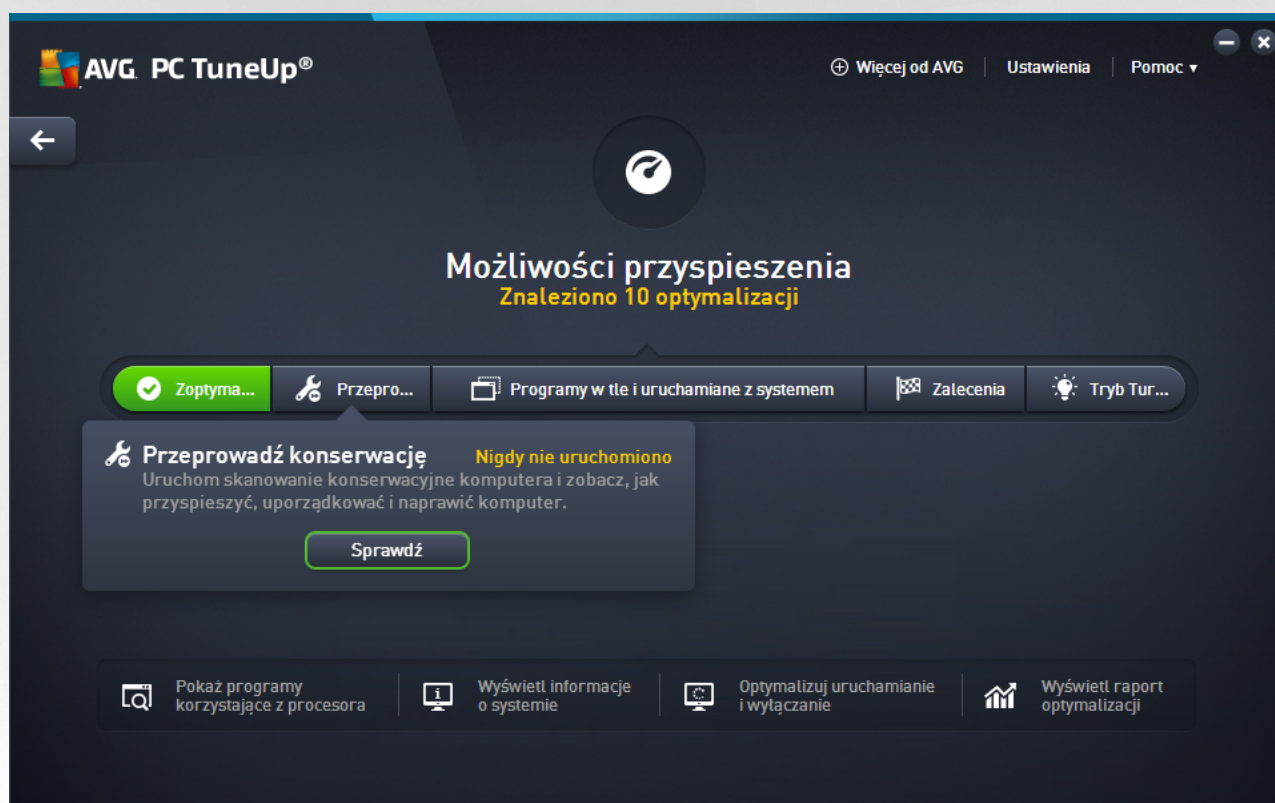 AVG. PC TuneUp®
Więcej od AVG
Ustawienia
Pomoc
Możliwości przyspieszenia
Znaleziono 10 optymalizacji
Zoptyma...
Przepro...
Programy w tle i uruchamiane z systemem
Zalecenia
Tryb Tur...
Przeprowadź konserwację
Nigdy nie uruchomiono
Uruchom skanowanie konserwacyjne komputera i zobacz, jak
przyspieszyć, uporządkować i naprawić komputer.
Sprawdź
Pokaż programy
korzystające z procesora
Wyświetl informacje
o systemie
Optymalizuj uruchamianie
i wyłączanie
Wyświetl raport
optymalizacji